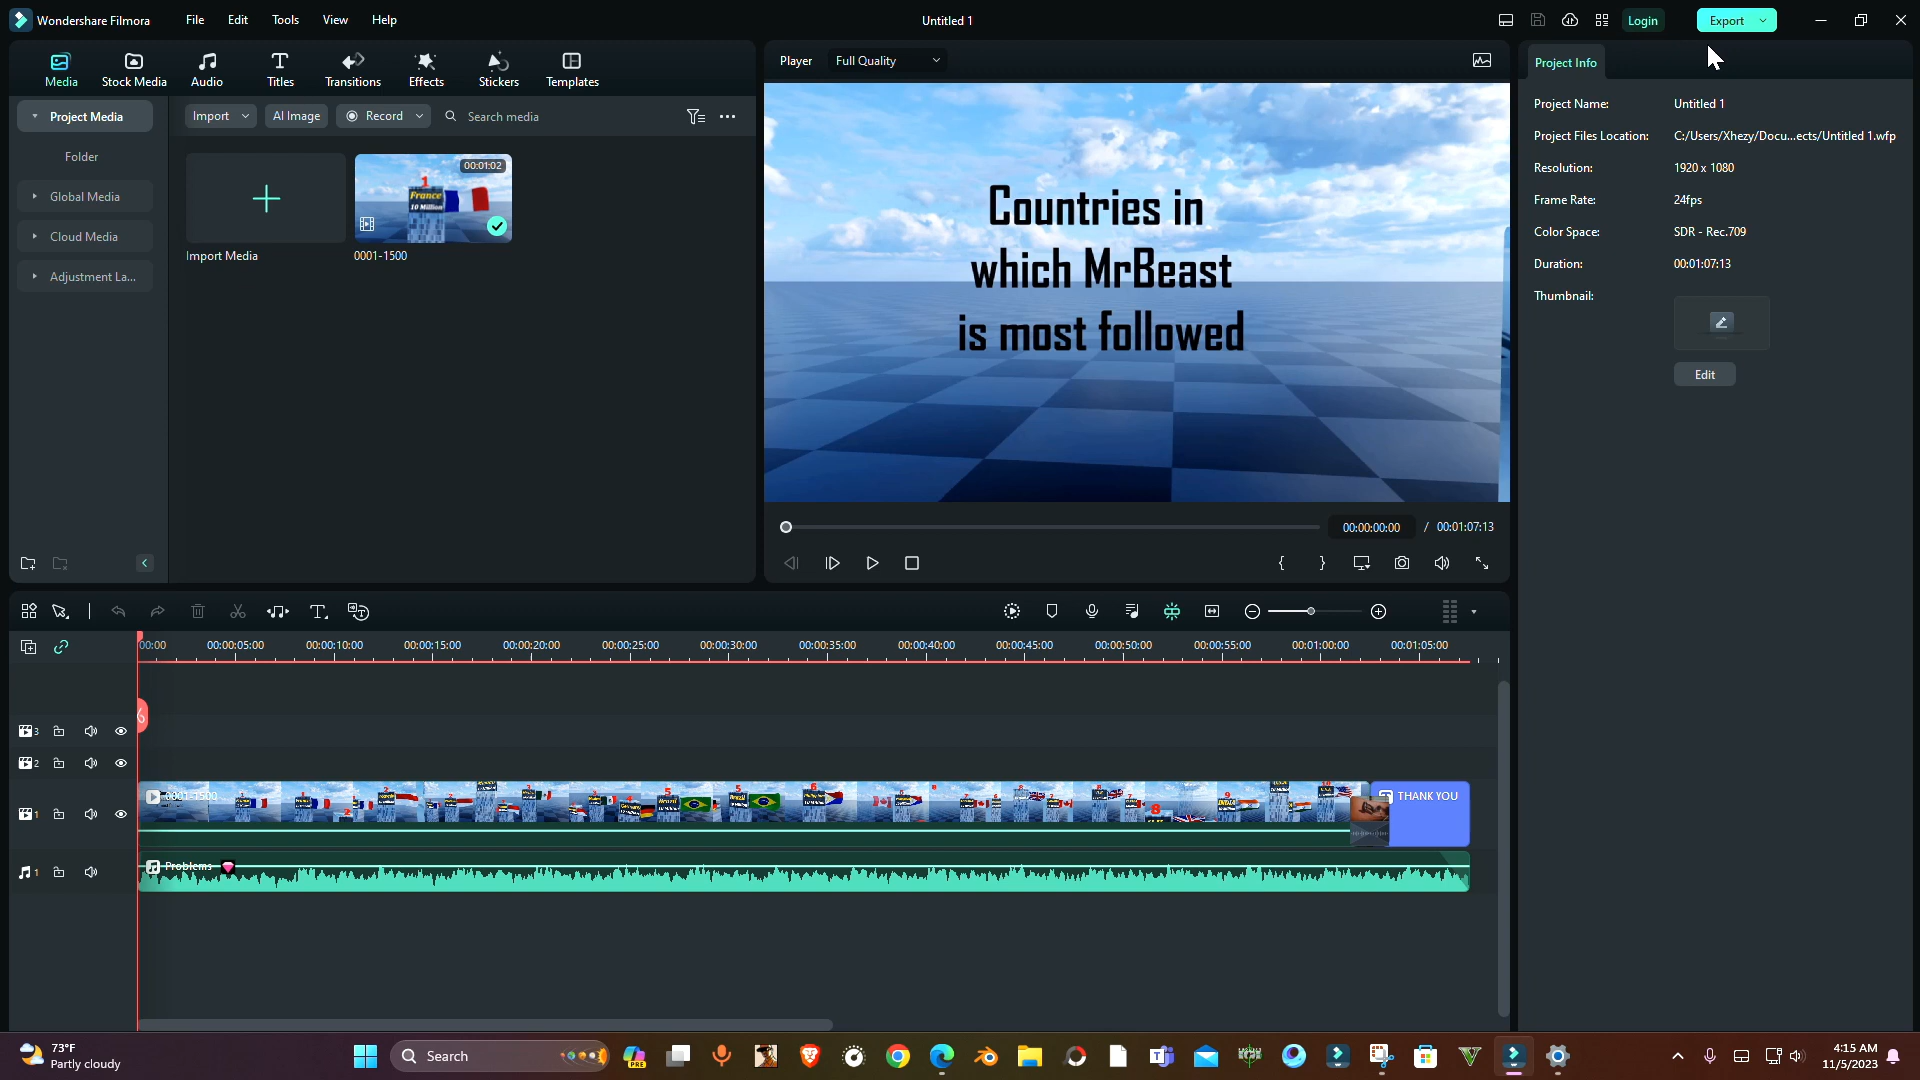 Wondershare Filmora
File
Edit
Tools
View
Help
Untitled 1
Login
Export
Media
Stock Media
Audio
Titles
Transitions
Effects
Stickers
Templates
Player
Full Quality
Project Info
Project Media
Import
AI Image
Record
Search media
Folder
Global Media
Cloud Media
Adjustment La...
00:01:02
1
France
10 Million
Import Media
0001-1500
Countries in
which MrBeast
is most followed
Project Name:
Untitled 1
Project Files Location:
C:/Users/Xhezy/Docu...ects/Untitled 1.wfp
Resolution:
1920 x 1080
Frame Rate:
24fps
Color Space:
SDR - Rec.709
Duration:
00:01:07:13
Thumbnail:
Edit
00:00:00:00
/ 00:01:07:13
00:00
00:00:05:00
00:00:10:00
00:00:15:00
00:00:20:00
00:00:25:00
00:00:30:00
00:00:35:00
00:00:40:00
00:00:45:00
00:00:50:00
00:00:55:00
00:01:00:00
00:01:05:00
3
2
1
0001-1500
THANK YOU
1
Problems
73°F
Partly cloudy
Search
PRE
4:15 AM
11/5/2023